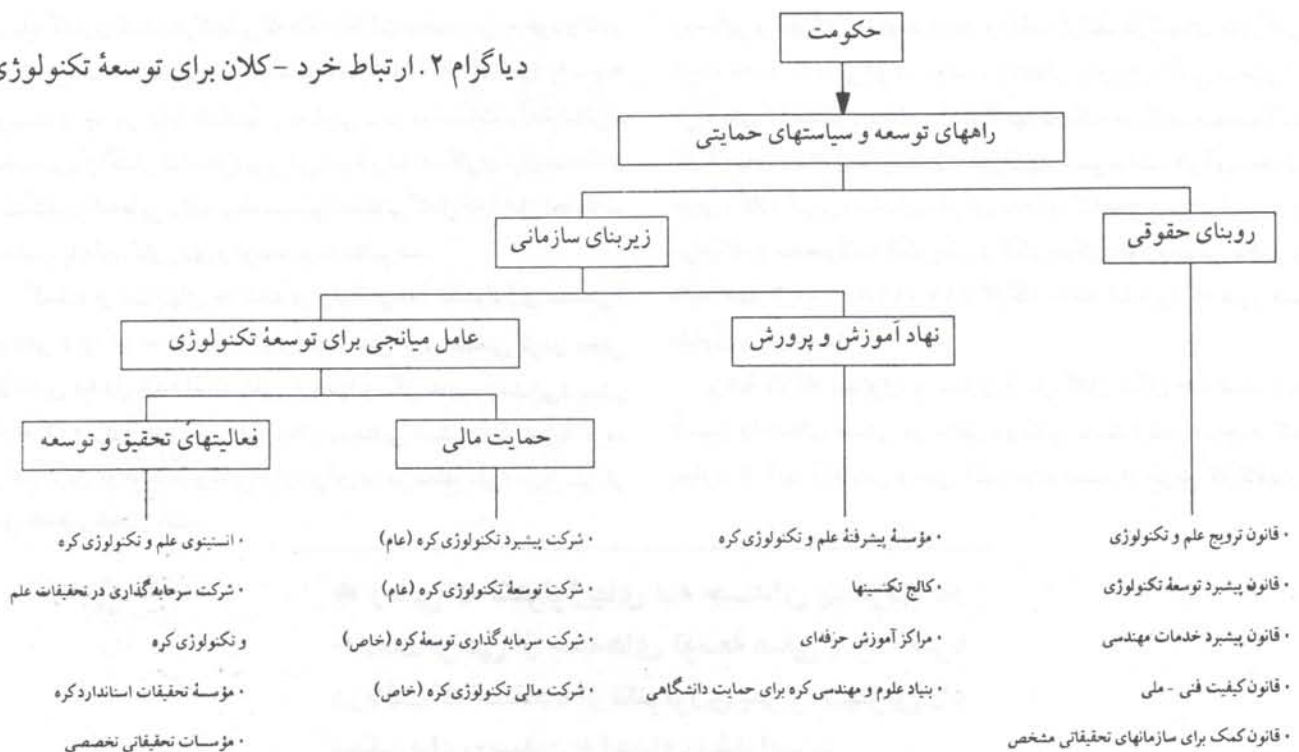 دیاگرام ۲. ارتباط خرد - کلان برای توسعهٔ تکنولوژی
حکومت
راههای توسعه و سیاستهای حمایتی
روبنای حقوقی
زیربنای سازمانی
نهاد آموزش و پرورش
عامل میانجی برای توسعهٔ تکنولوژی
حمایت مالی
فعالیتهای تحقیق و توسعه
· قانون ترویج علم و تکنولوژی
· قانون پیشبرد توسعهٔ تکنولوژی
· قانون پیشبرد خدمات مهندسی
· قانون کیفیت فنی - ملی
· قانون کمک برای سازمانهای تحقیقاتی مشخص
· مؤسسهٔ پیشرفتهٔ علم و تکنولوژی کره
· کالج تکنسینها
· مراکز آموزش حرفه‌ای
· بنیاد علوم و مهندسی کره برای حمایت دانشگاهی
· شرکت پیشبرد تکنولوژی کره (عام)
· شرکت توسعهٔ تکنولوژی کره (عام)
· شرکت سرمایه گذاری توسعهٔ کره (خاص)
· شرکت مالی تکنولوژی کره (خاص)
· انستیتوی علم و تکنولوژی کره
· شرکت سرمایه گذاری در تحقیقات علم
و تکنولوژی کره
· مؤسسهٔ تحقیقات استاندارد کره
· مؤسسات تحقیقاتی تخصصی